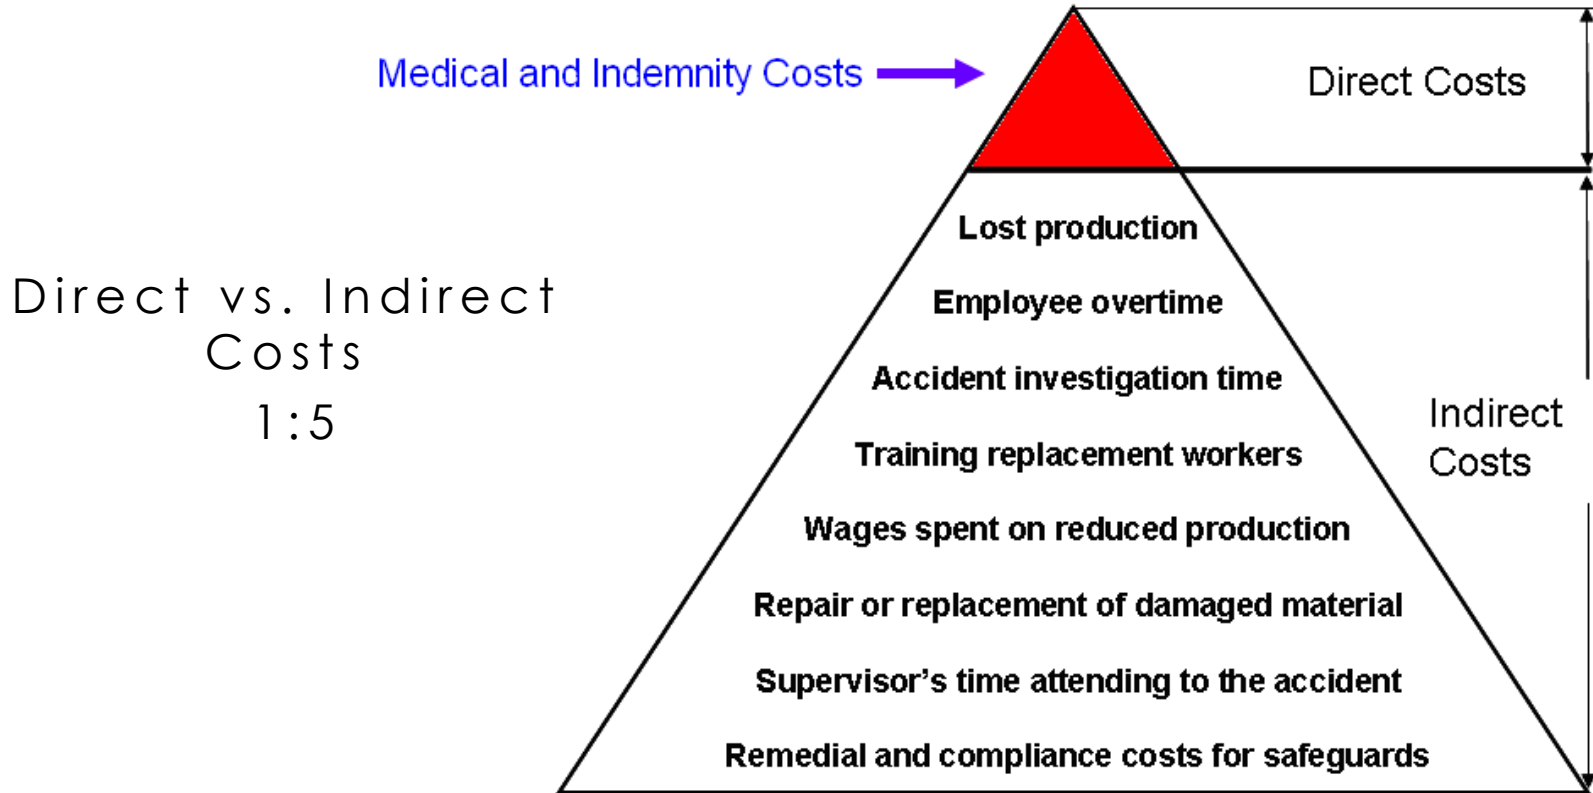 Medical and Indemnity Costs
Direct Costs
Direct vs. Indirect
Costs
1:5
Lost production
Employee overtime
Accident investigation time
Training replacement workers
Wages spent on reduced production
Repair or replacement of damaged material
Supervisor’s time attending to the accident
Remedial and compliance costs for safeguards
Indirect
Costs